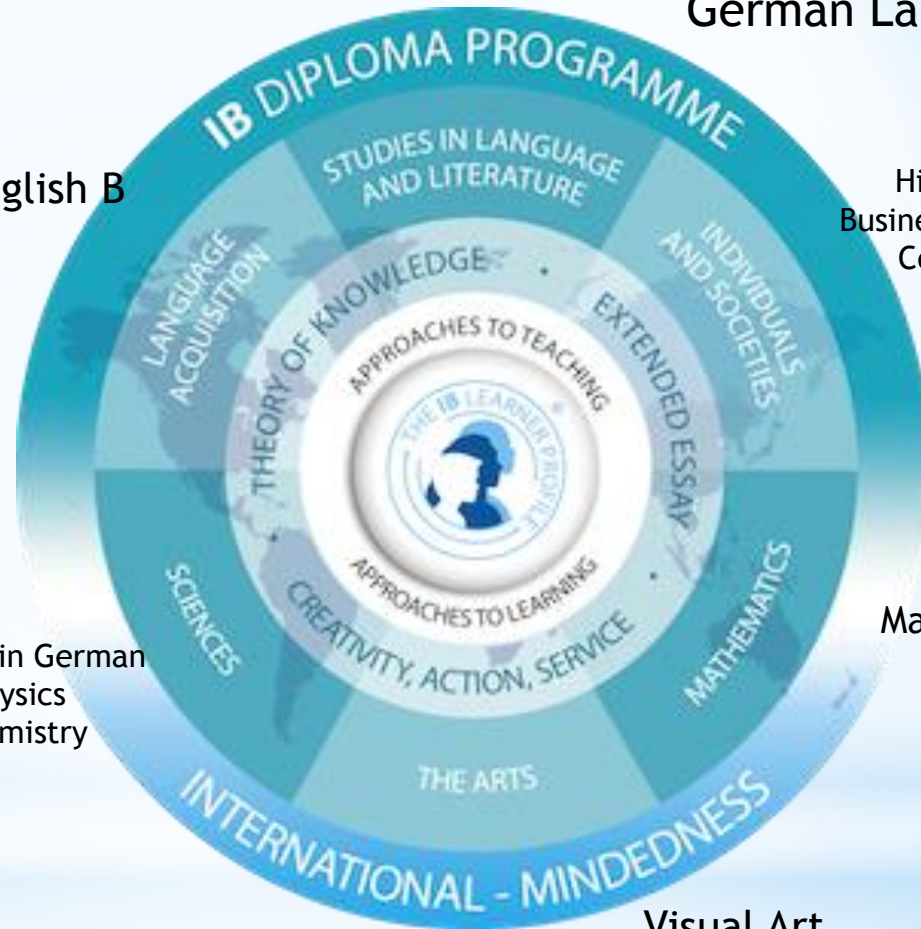 German La
IB DIPLOMA PROGRAMME
STUDIES IN LANGUAGE
AND LITERATURE
glish B
Hi
Busine
Co
LANGUAGE
ACQUISITION
INDIVIDUALS
AND SOCIETIES
THEORY OF KNOWLEDGE
EXTENDED ESSAY
APPROACHES TO TEACHING
THE IB LEARNER PROFILE
APPROACHES TO LEARNING
CREATIVITY, ACTION, SERVICE
SCIENCES
MATHEMATICS
Ma
in German
ysics
mistry
THE ARTS
INTERNATIONAL - MINDEDNESS
Visual Art